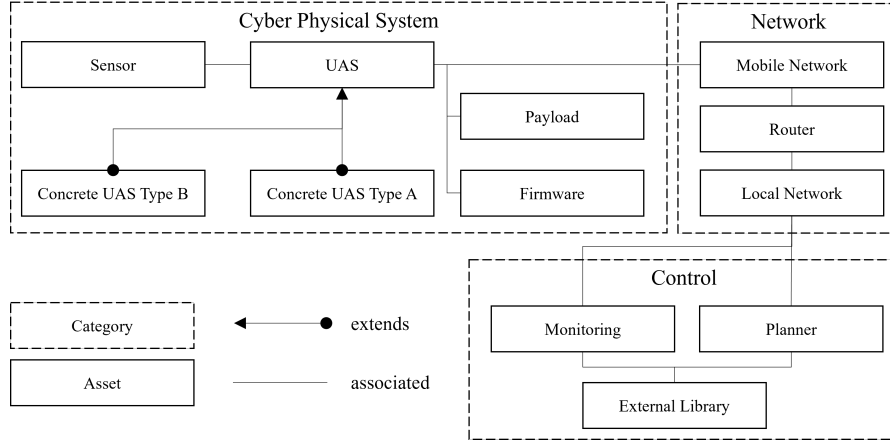 Cyber Physical System
Network
Sensor
UAS
Mobile Network
Payload
Router
Concrete UAS Type B
Concrete UAS Type A
Firmware
Local Network
Control
Category
extends
Monitoring
Planner
Asset
associated
External Library